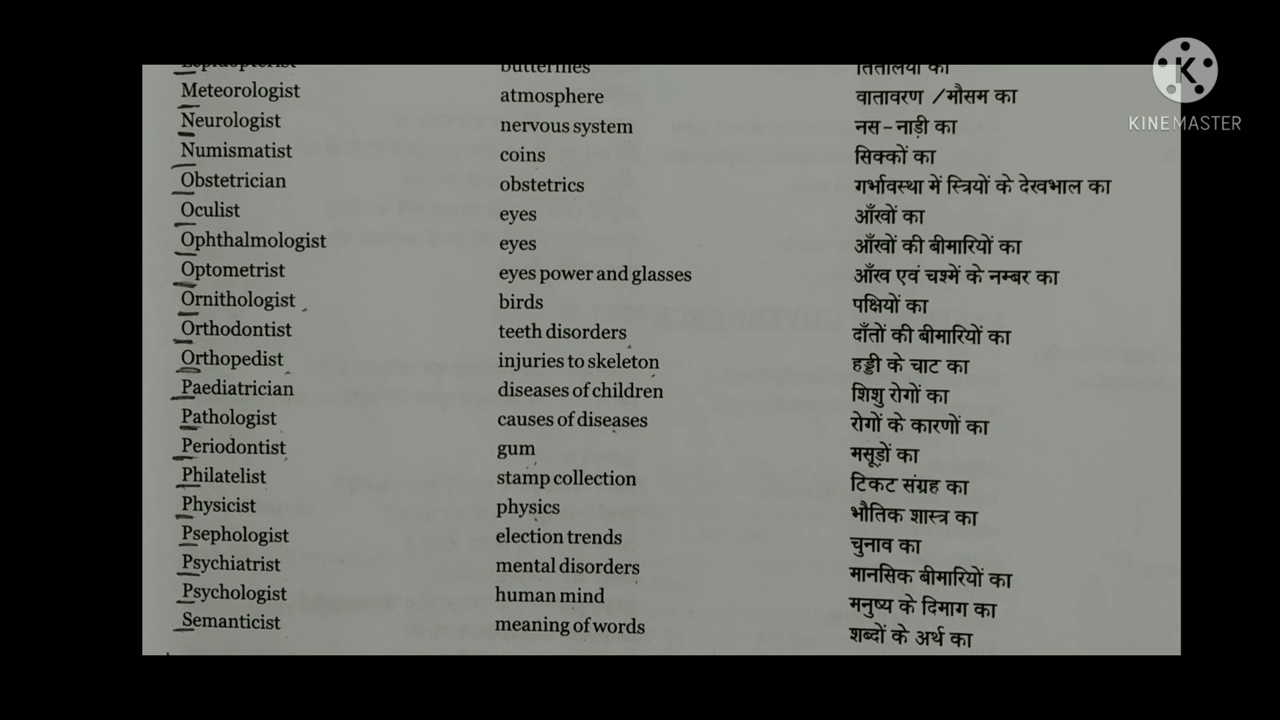 Lepidopterist butterflies तितलियों का
Meteorologist atmosphere वातावरण /मौसम का
Neurologist nervous system नस-नाड़ी का
Numismatist coins सिक्कों का
Obstetrician obstetrics गर्भावस्था में स्त्रियों के देखभाल का
Oculist eyes आँखों का
Ophthalmologist eyes आँखों की बीमारियों का
Optometrist eyes power and glasses आँख एवं चश्में के नम्बर का
Ornithologist birds पक्षियों का
Orthodontist teeth disorders दाँतों की बीमारियों का
Orthopedist injuries to skeleton हड्डी के चाट का
Paediatrician diseases of children शिशु रोगों का
Pathologist causes of diseases रोगों के कारणों का
Periodontist gum मसूड़ों का
Philatelist stamp collection टिकट संग्रह का
Physicist physics भौतिक शास्त्र का
Psephologist election trends चुनाव का
Psychiatrist mental disorders मानसिक बीमारियों का
Psychologist human mind मनुष्य के दिमाग का
Semanticist meaning of words शब्दों के अर्थ का
K
KINEMASTER